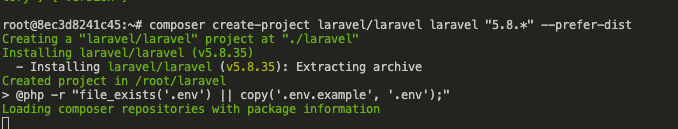 root@8ec3d8241c45:~# composer create-project laravel/laravel laravel "5.8.*" --prefer-dist
Creating a "laravel/laravel" project at "./laravel"
Installing laravel/laravel (v5.8.35)
  - Installing laravel/laravel (v5.8.35): Extracting archive
Created project in /root/laravel
> @php -r "file_exists('.env') || copy('.env.example', '.env');"
Loading composer repositories with package information